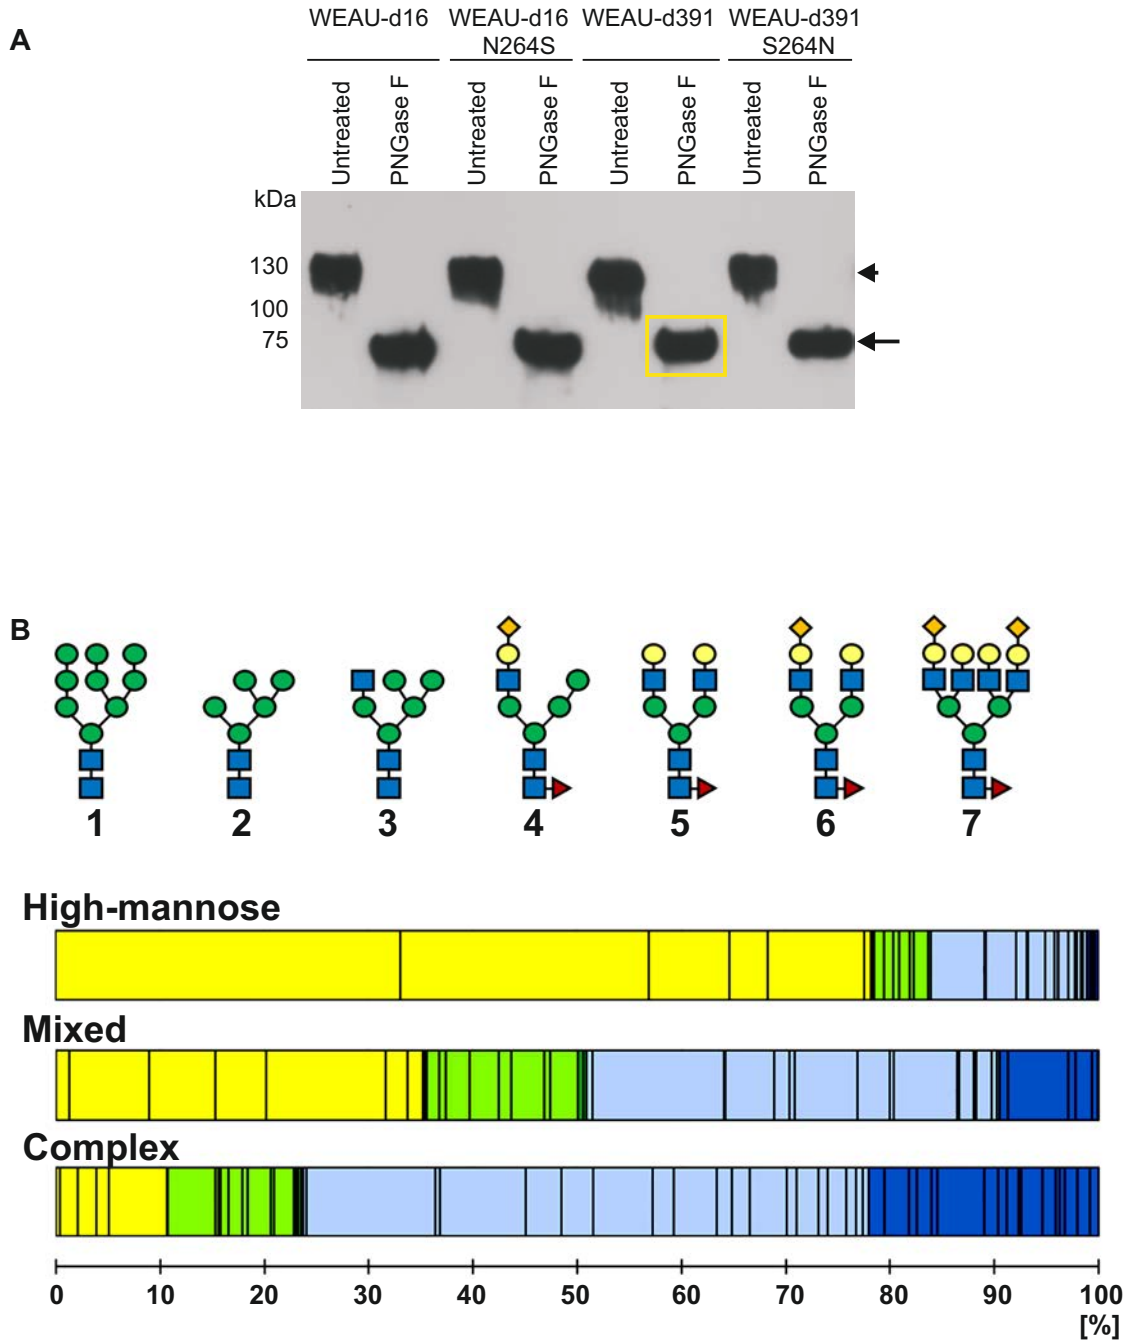 A
WEAU-d16 WEAU-d16 WEAU-d391 WEAU-d391
N264S S264N
Untreated PNGase F Untreated PNGase F Untreated PNGase F Untreated PNGase F
kDa
130
100
75
B
1 2 3 4 5 6 7
High-mannose
Mixed
Complex
0 10 20 30 40 50 60 70 80 90 100
[%]